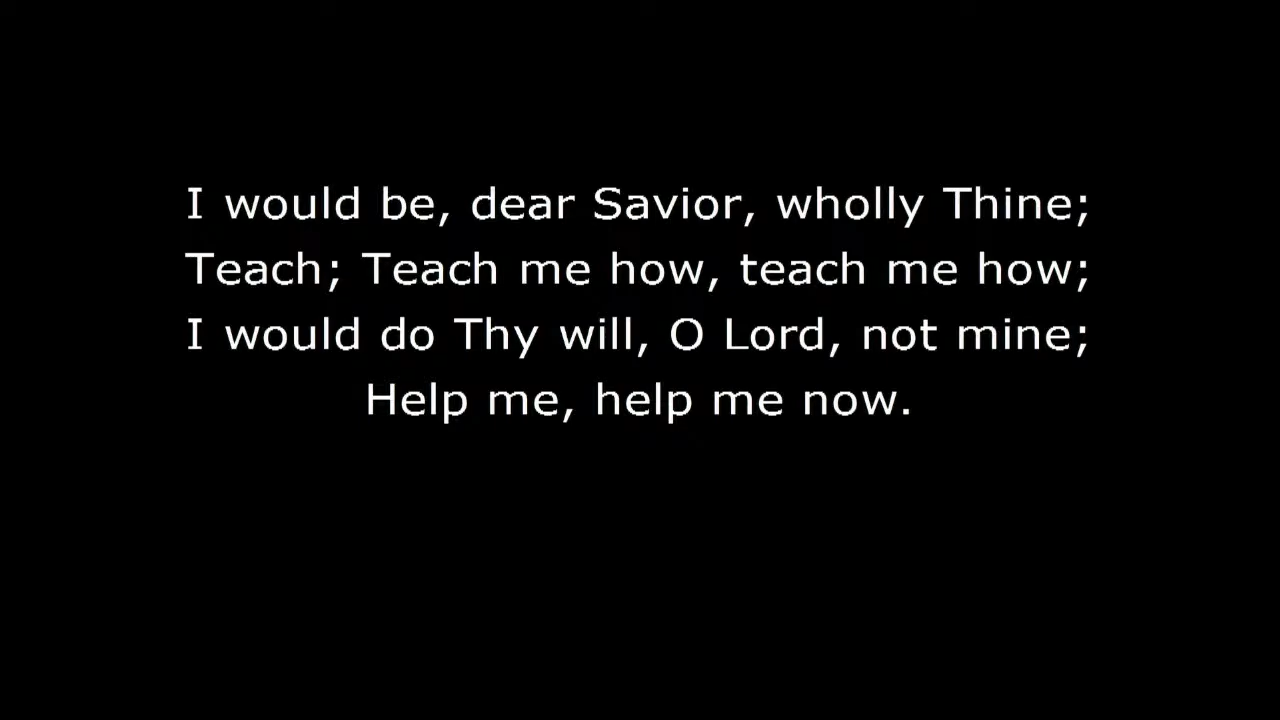 I would be, dear Savior, wholly Thine;
Teach; Teach me how, teach me how;
I would do Thy will, O Lord, not mine;
Help me, help me now.